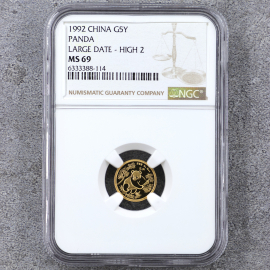 1992 CHINA G5Y
PANDA
LARGE DATE - HIGH 2
MS 69
6333388-114
NUMISMATIC GUARANTY COMPANY
NGC